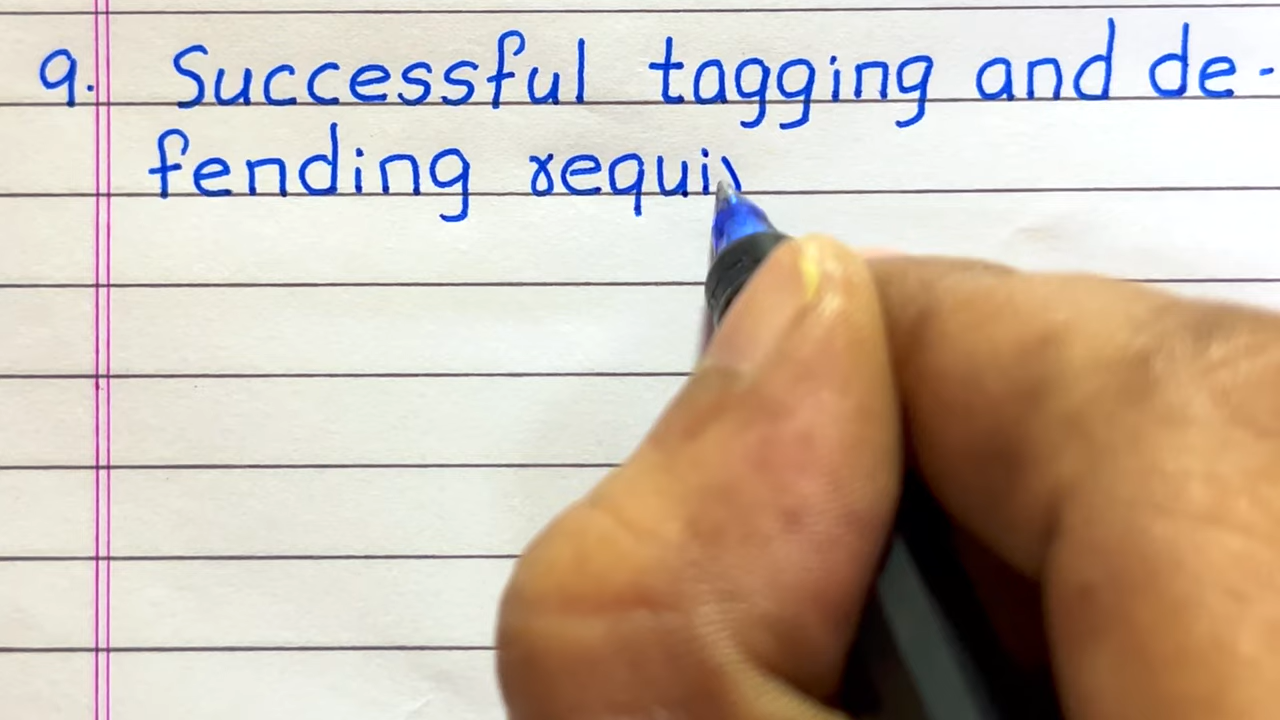 9. Successful tagging and de-
fending requi